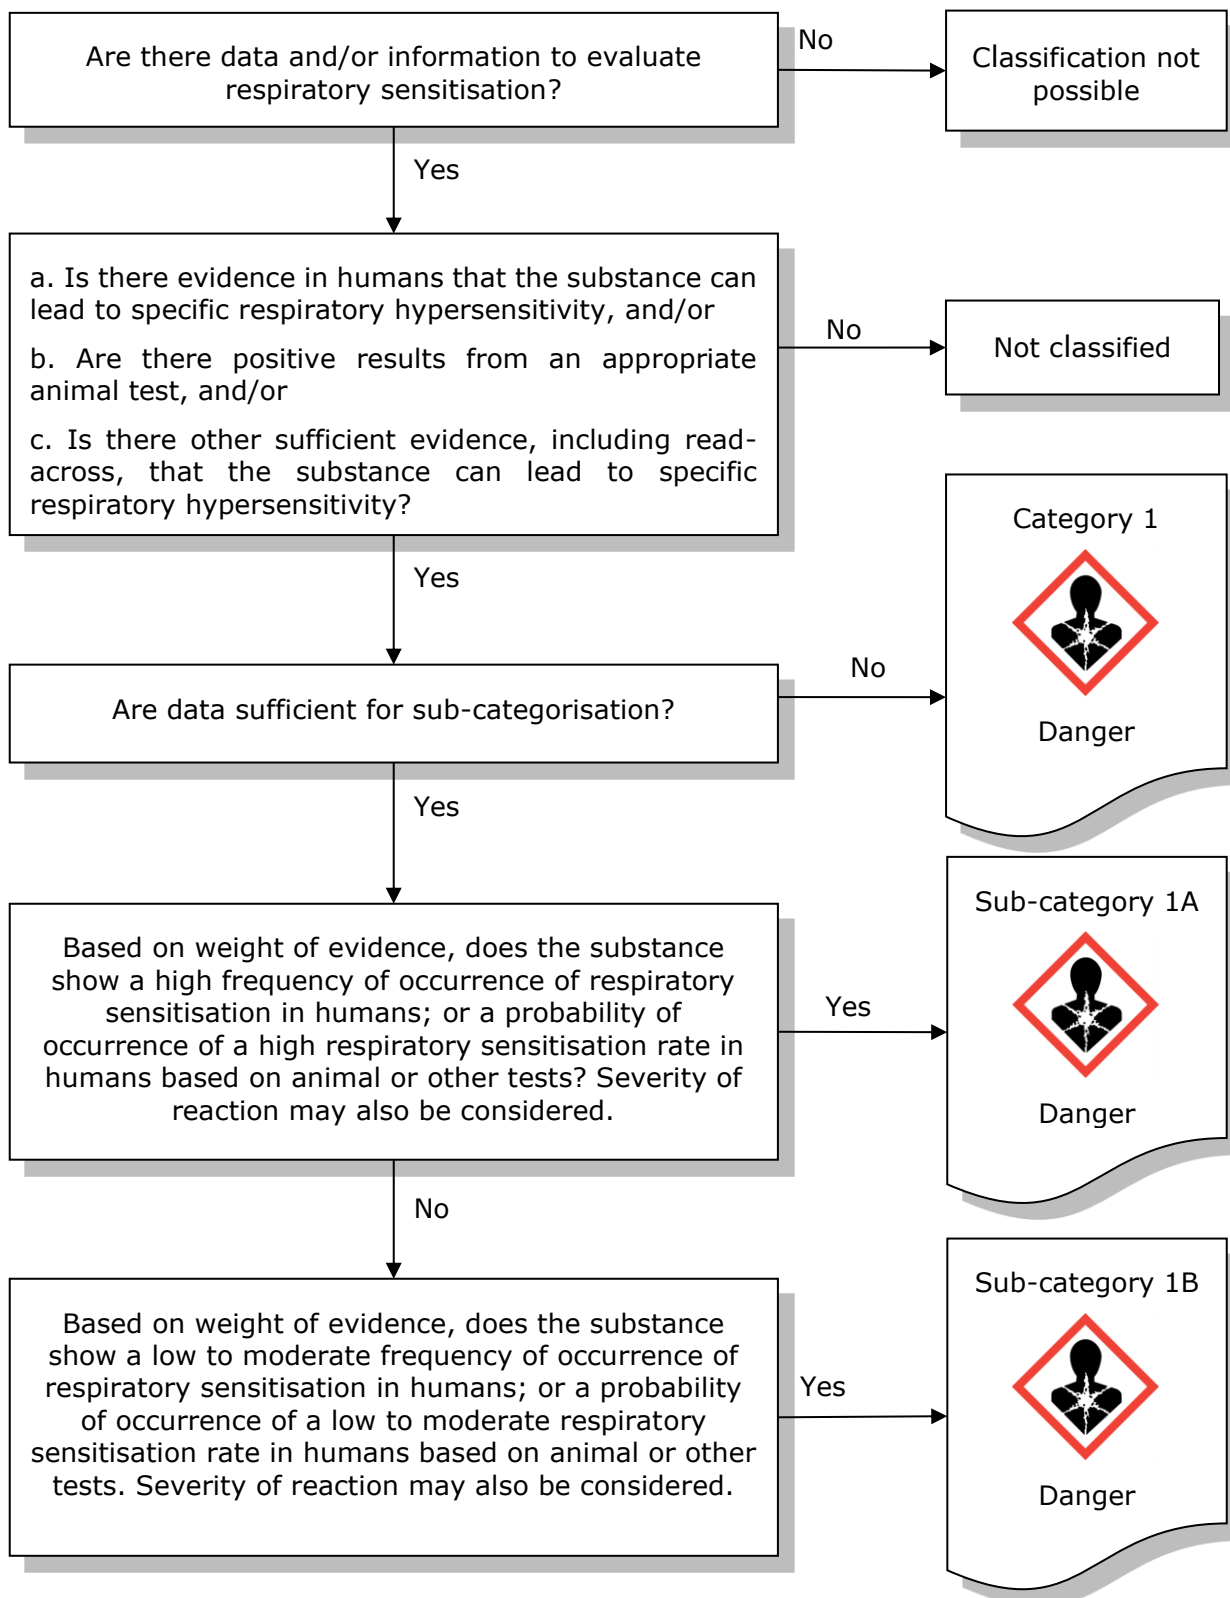 Are there data and/or information to evaluate
respiratory sensitisation?
No
Classification not
possible
Yes
a. Is there evidence in humans that the substance can
lead to specific respiratory hypersensitivity, and/or
b. Are there positive results from an appropriate
animal test, and/or
c. Is there other sufficient evidence, including read-
across, that the substance can lead to specific
respiratory hypersensitivity?
No
Not classified
Yes
Are data sufficient for sub-categorisation?
No
Category 1
Danger
Yes
Based on weight of evidence, does the substance
show a high frequency of occurrence of respiratory
sensitisation in humans; or a probability of
occurrence of a high respiratory sensitisation rate in
humans based on animal or other tests? Severity of
reaction may also be considered.
Yes
Sub-category 1A
Danger
No
Based on weight of evidence, does the substance
show a low to moderate frequency of occurrence of
respiratory sensitisation in humans; or a probability
of occurrence of a low to moderate respiratory
sensitisation rate in humans based on animal or other
tests. Severity of reaction may also be considered.
Yes
Sub-category 1B
Danger